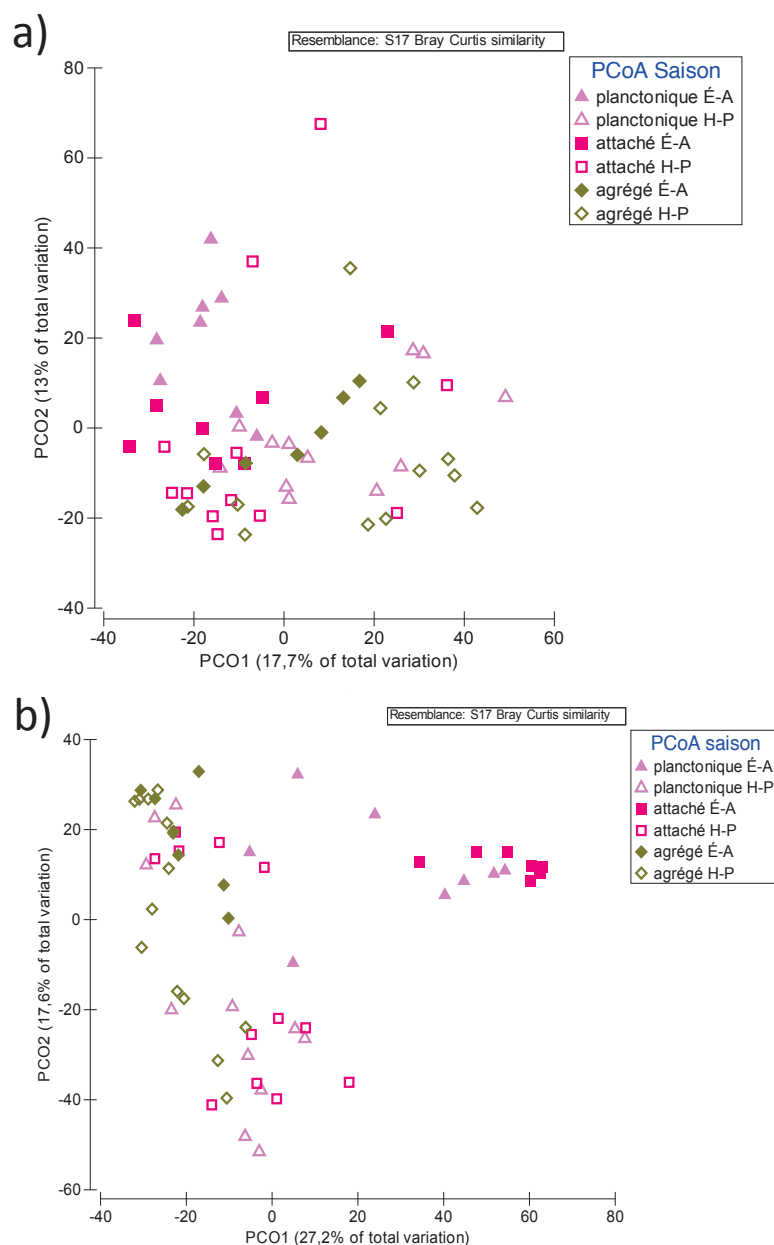 a)
Resemblance: S17 Bray Curtis similarity
PCoA Saison
planctonique É-A
planctonique H-P
attaché É-A
attaché H-P
agrégé É-A
agrégé H-P
80
60
40
20
0
-20
-40
PCO2 (13% of total variation)
-40 -20 0 20 40 60
PCO1 (17,7% of total variation)
b)
Resemblance: S17 Bray Curtis similarity
PCoA saison
planctonique É-A
planctonique H-P
attaché É-A
attaché H-P
agrégé É-A
agrégé H-P
40
20
0
-20
-40
-60
PCO2 (17,6% of total variation)
-40 -20 0 20 40 60 80
PCO1 (27,2% of total variation)